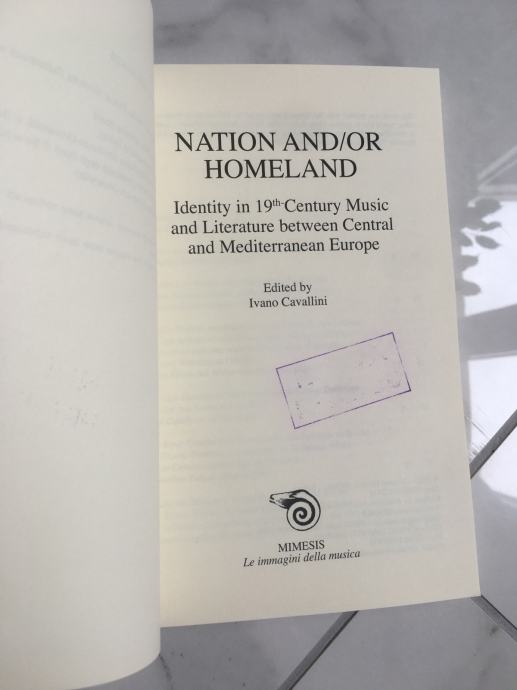 NATION AND/OR
HOMELAND
Identity in 19th-Century Music
and Literature between Central
and Mediterranean Europe
Edited by
Ivano Cavallini
MIMESIS
Le immagini della musica